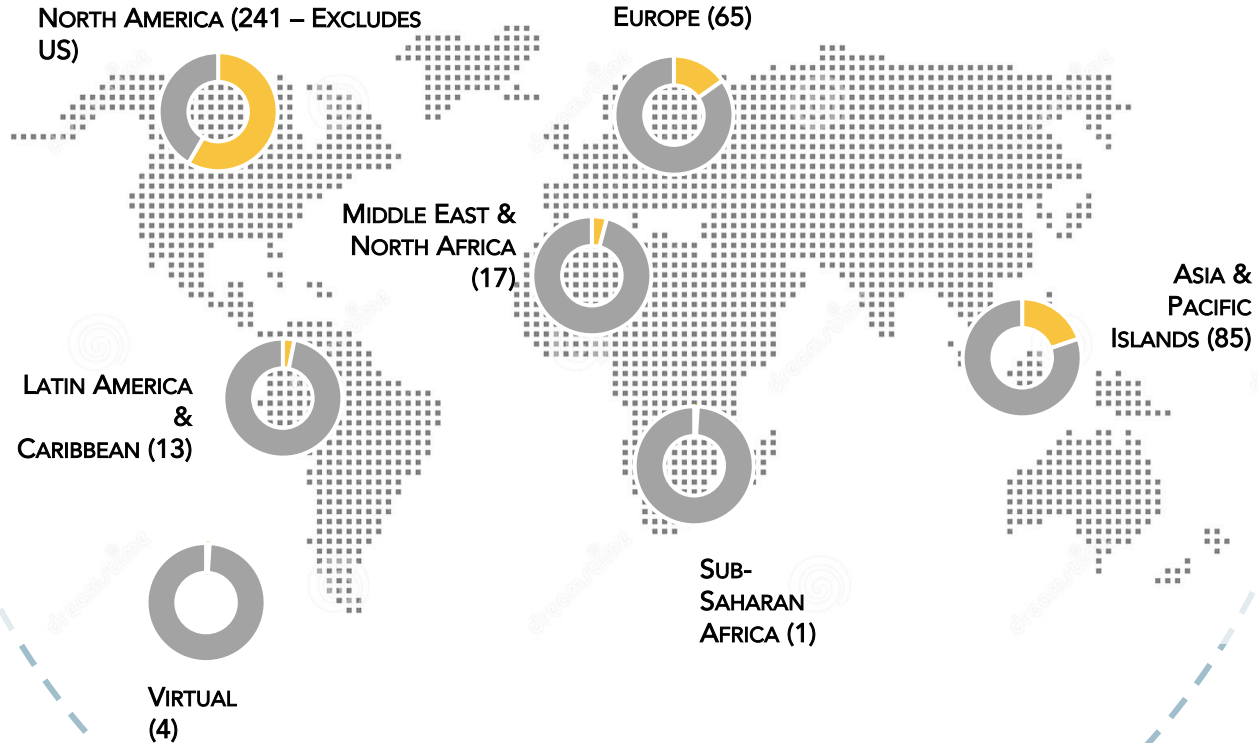 NORTH AMERICA (241 – EXCLUDES
US)
EUROPE (65)
MIDDLE EAST &
NORTH AFRICA
(17)
ASIA &
PACIFIC
ISLANDS (85)
LATIN AMERICA
&
CARIBBEAN (13)
SUB-
SAHARAN
AFRICA (1)
VIRTUAL
(4)